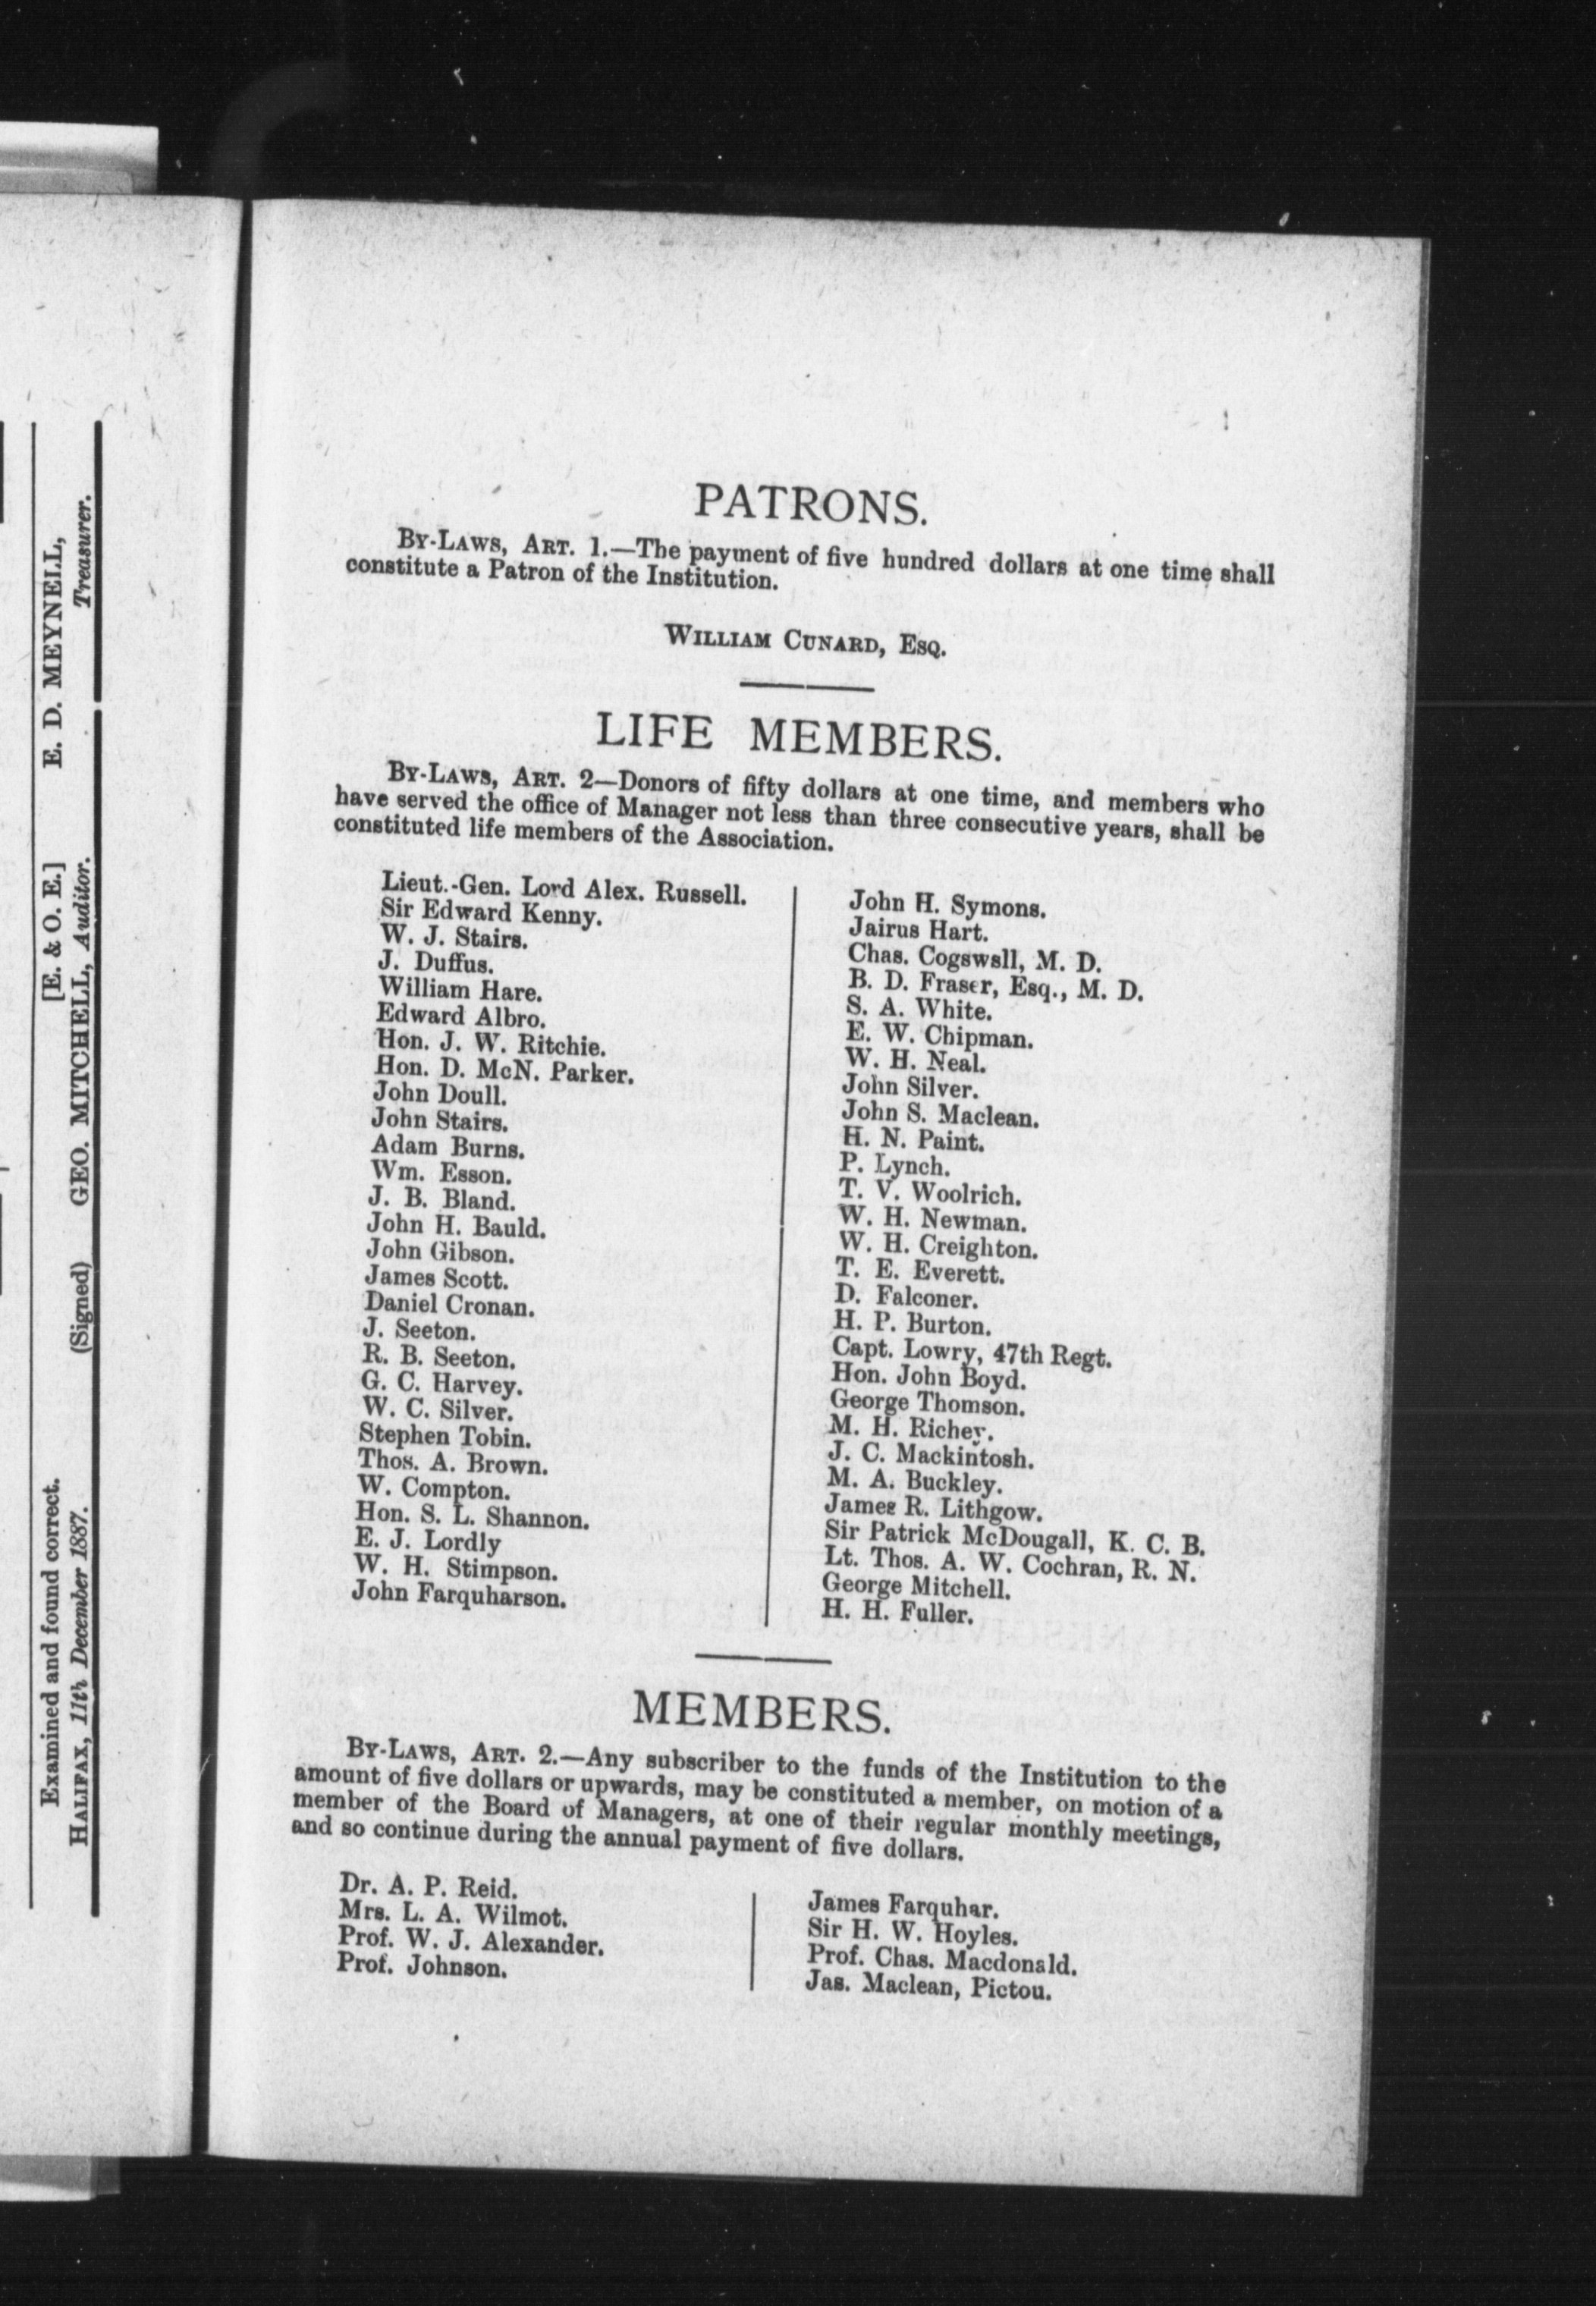 E. D. MEYNELL,
Treasurer.
[E. & O. E.]
(Signed) GEO. MITCHELL, Auditor.
Examined and found correct.
HALIFAX, 11th December 1887.
PATRONS.
BY-LAWS, ART. 1.—The payment of five hundred dollars at one time shall
constitute a Patron of the Institution.
WILLIAM CUNARD, ESQ.
LIFE MEMBERS.
BY-LAWS, ART. 2—Donors of fifty dollars at one time, and members who
have served the office of Manager not less than three consecutive years, shall be
constituted life members of the Association.
Lieut.-Gen. Lord Alex. Russell.
Sir Edward Kenny.
W. J. Stairs.
J. Duffus.
William Hare.
Edward Albro.
Hon. J. W. Ritchie.
Hon. D. McN. Parker.
John Doull.
John Stairs.
Adam Burns.
Wm. Esson.
J. B. Bland.
John H. Bauld.
John Gibson.
James Scott.
Daniel Cronan.
J. Seeton.
R. B. Seeton.
G. C. Harvey.
W. C. Silver.
Stephen Tobin.
Thos. A. Brown.
W. Compton.
Hon. S. L. Shannon.
E. J. Lordly
W. H. Stimpson.
John Farquharson.
John H. Symons.
Jairus Hart.
Chas. Cogswsll, M. D.
B. D. Fraser, Esq., M. D.
S. A. White.
E. W. Chipman.
W. H. Neal.
John Silver.
John S. Maclean.
H. N. Paint.
P. Lynch.
T. V. Woolrich.
W. H. Newman.
W. H. Creighton.
T. E. Everett.
D. Falconer.
H. P. Burton.
Capt. Lowry, 47th Regt.
Hon. John Boyd.
George Thomson.
M. H. Richey.
J. C. Mackintosh.
M. A. Buckley.
James R. Lithgow.
Sir Patrick McDougall, K. C. B.
Lt. Thos. A. W. Cochran, R. N.
George Mitchell.
H. H. Fuller.
MEMBERS.
BY-LAWS, ART. 2.—Any subscriber to the funds of the Institution to the
amount of five dollars or upwards, may be constituted a member, on motion of a
member of the Board of Managers, at one of their regular monthly meetings,
and so continue during the annual payment of five dollars.
Dr. A. P. Reid.
Mrs. L. A. Wilmot.
Prof. W. J. Alexander.
Prof. Johnson.
James Farquhar.
Sir H. W. Hoyles.
Prof. Chas. Macdonald.
Jas. Maclean, Pictou.